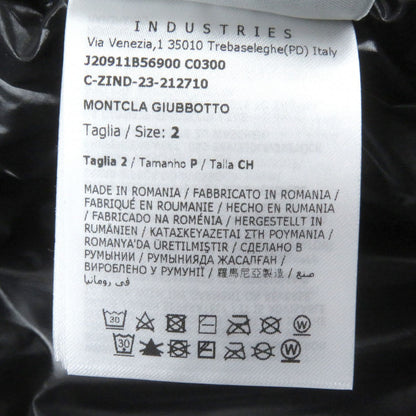 INDUSTRIES
Via Venezia,1 35010 Trebaseleghe(PD) Italy
J20911B56900 C0300
C-ZIND-23-212710
MONTCLA GIUBBOTTO
Taglia / Size: 2
Taglia 2 / Tamanho P / Talla CH
MADE IN ROMANIA / FABBRICATO IN ROMANIA /
FABRIQUÉ EN ROUMANIE / HECHO EN RUMANIA
/ FABRICADO NA ROMÉNIA / HERGESTELLT IN
RUMÄNIEN / ΚΑΤΑΣΚΕΥΑΖΕΤΑΙ ΣΤΗ ΡΟΥΜΑΝΙΑ /
ROMANYA'DA ÜRETILMIŞTIR / СДЕЛАНО В
РУМЫНИИ / РУМЫНИЯДА ЖАСАЛҒАН /
ВИРОБЛЕНО У РУМУНІЇ / 羅馬尼亞製造 / صنع
في رومانيا
30 W
30 W